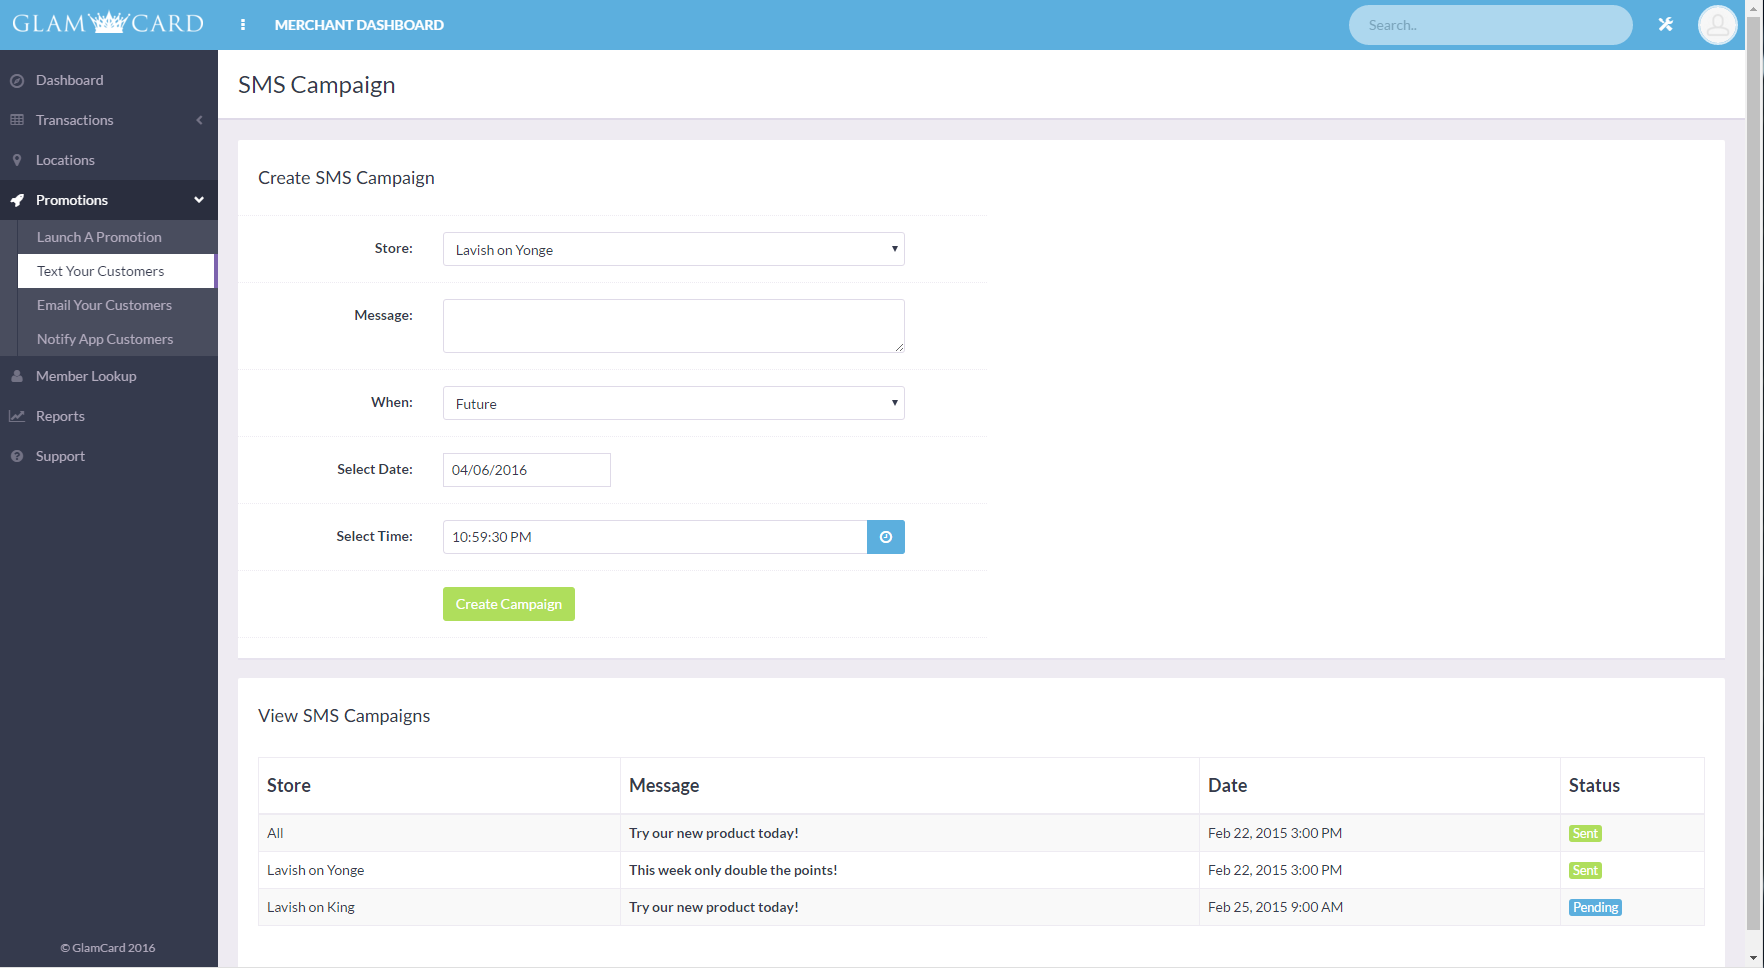 GLAM CARD
MERCHANT DASHBOARD
Search..
Dashboard
Transactions
Locations
Promotions
Launch A Promotion
Text Your Customers
Email Your Customers
Notify App Customers
Member Lookup
Reports
Support
© GlamCard 2016
SMS Campaign
Create SMS Campaign
Store: Lavish on Yonge
Message:
When: Future
Select Date: 04/06/2016
Select Time: 10:59:30 PM
Create Campaign
View SMS Campaigns
Store Message Date Status
All Try our new product today! Feb 22, 2015 3:00 PM Sent
Lavish on Yonge This week only double the points! Feb 22, 2015 3:00 PM Sent
Lavish on King Try our new product today! Feb 25, 2015 9:00 AM Pending